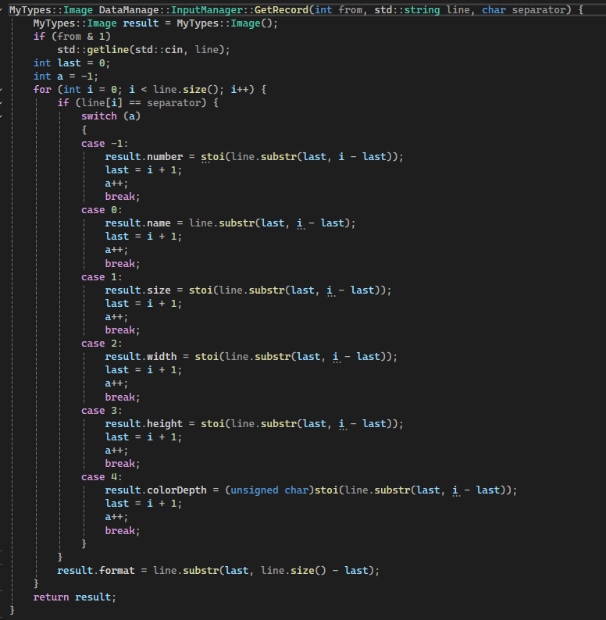 MyTypes::Image DataManage::InputManager::GetRecord(int from, std::string line, char separator) {
    MyTypes::Image result = MyTypes::Image();
    if (from & 1)
        std::getline(std::cin, line);
    int last = 0;
    int a = -1;
    for (int i = 0; i < line.size(); i++) {
        if (line[i] == separator) {
            switch (a)
            {
            case -1:
                result.number = stoi(line.substr(last, i - last));
                last = i + 1;
                a++;
                break;
            case 0:
                result.name = line.substr(last, i - last);
                last = i + 1;
                a++;
                break;
            case 1:
                result.size = stoi(line.substr(last, i - last));
                last = i + 1;
                a++;
                break;
            case 2:
                result.width = stoi(line.substr(last, i - last));
                last = i + 1;
                a++;
                break;
            case 3:
                result.height = stoi(line.substr(last, i - last));
                last = i + 1;
                a++;
                break;
            case 4:
                result.colorDepth = (unsigned char)stoi(line.substr(last, i - last));
                last = i + 1;
                a++;
                break;
            }
        }
        result.format = line.substr(last, line.size() - last);
    }
    return result;
}